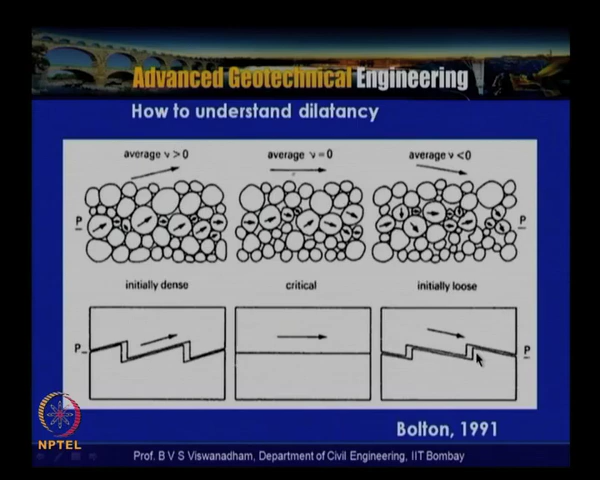 Advanced Geotechnical Engineering
How to understand dilatancy
average ν > 0 average ν = 0 average ν < 0
P P
initially dense critical initially loose
P P
Bolton, 1991
NPTEL
Prof. B V S Viswanadham, Department of Civil Engineering, IIT Bombay